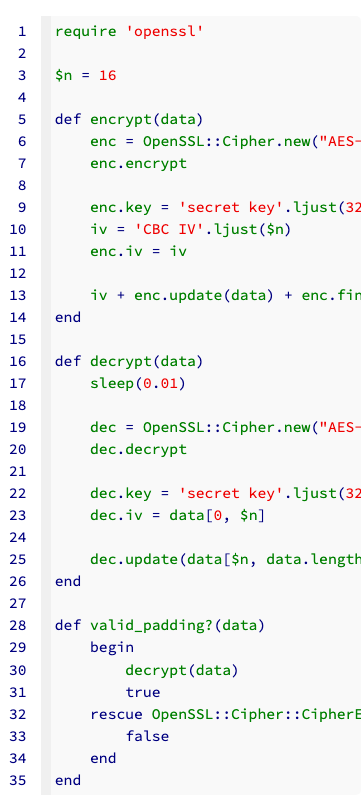 1 require 'openssl'
2
3 $n = 16
4
5 def encrypt(data)
6 enc = OpenSSL::Cipher.new("AES-
7 enc.encrypt
8
9 enc.key = 'secret key'.ljust(32
10 iv = 'CBC IV'.ljust($n)
11 enc.iv = iv
12
13 iv + enc.update(data) + enc.fin
14 end
15
16 def decrypt(data)
17 sleep(0.01)
18
19 dec = OpenSSL::Cipher.new("AES-
20 dec.decrypt
21
22 dec.key = 'secret key'.ljust(32
23 dec.iv = data[0, $n]
24
25 dec.update(data[$n, data.length
26 end
27
28 def valid_padding?(data)
29 begin
30 decrypt(data)
31 true
32 rescue OpenSSL::Cipher::CipherE
33 false
34 end
35 end